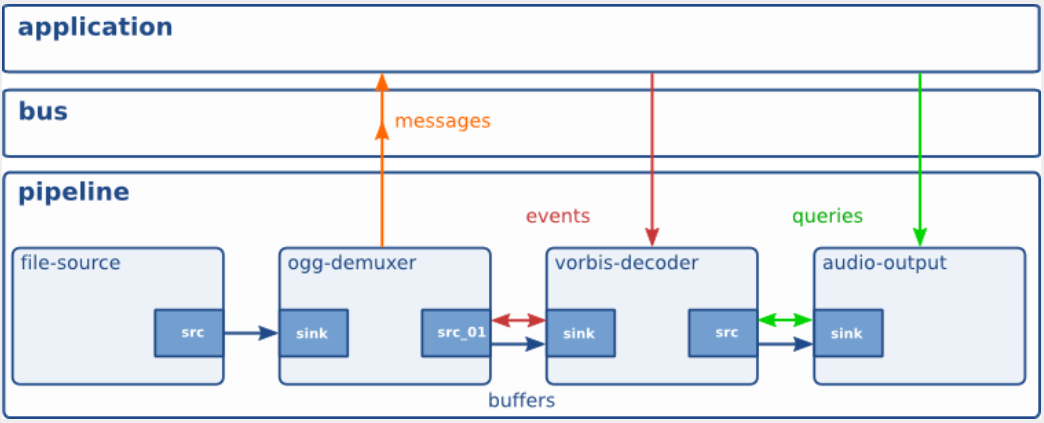 application
bus
messages
pipeline
events
queries
file-source
ogg-demuxer
vorbis-decoder
audio-output
src
sink
src_01
sink
src
sink
buffers